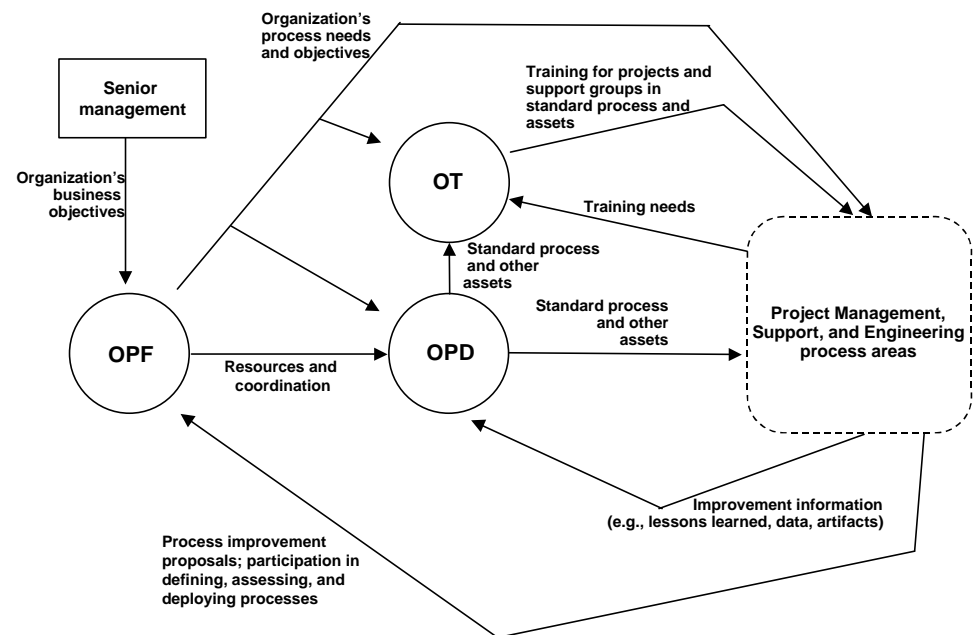 Organization's
process needs
and objectives
Senior
management
Training for projects and
support groups in
standard process and
assets
Organization's
business
objectives
OT
Training needs
Standard process
and other
assets
Standard process
and other
assets
Project Management,
Support, and Engineering
process areas
OPF
OPD
Resources and
coordination
Improvement information
(e.g., lessons learned, data, artifacts)
Process improvement
proposals; participation in
defining, assessing, and
deploying processes